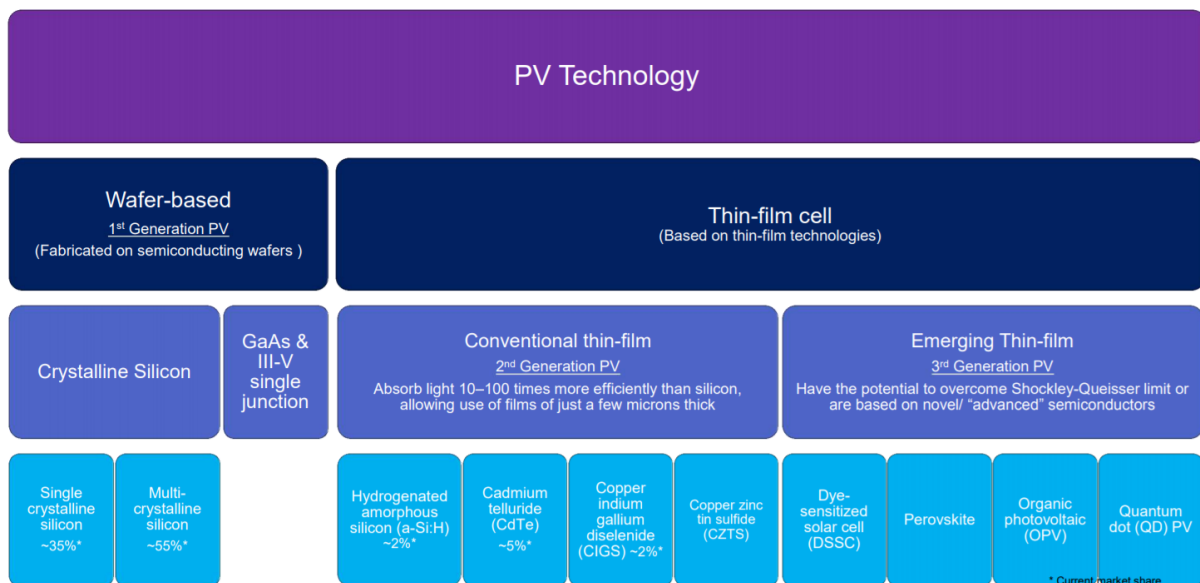 PV Technology
Wafer-based
1st Generation PV
(Fabricated on semiconducting wafers )
Thin-film cell
(Based on thin-film technologies)
Crystalline Silicon
GaAs &
III-V
single
junction
Conventional thin-film
2nd Generation PV
Absorb light 10–100 times more efficiently than silicon,
allowing use of films of just a few microns thick
Emerging Thin-film
3rd Generation PV
Have the potential to overcome Shockley-Queisser limit or
are based on novel/ “advanced” semiconductors
Single
crystalline
silicon
~35%*
Multi-
crystalline
silicon
~55%*
Hydrogenated
amorphous
silicon (a-Si:H)
~2%*
Cadmium
telluride
(CdTe)
~5%*
Copper
indium
gallium
diselenide
(CIGS) ~2%*
Copper zinc
tin sulfide
(CZTS)
Dye-
sensitized
solar cell
(DSSC)
Perovskite
Organic
photovoltaic
(OPV)
Quantum
dot (QD) PV
* Current market share